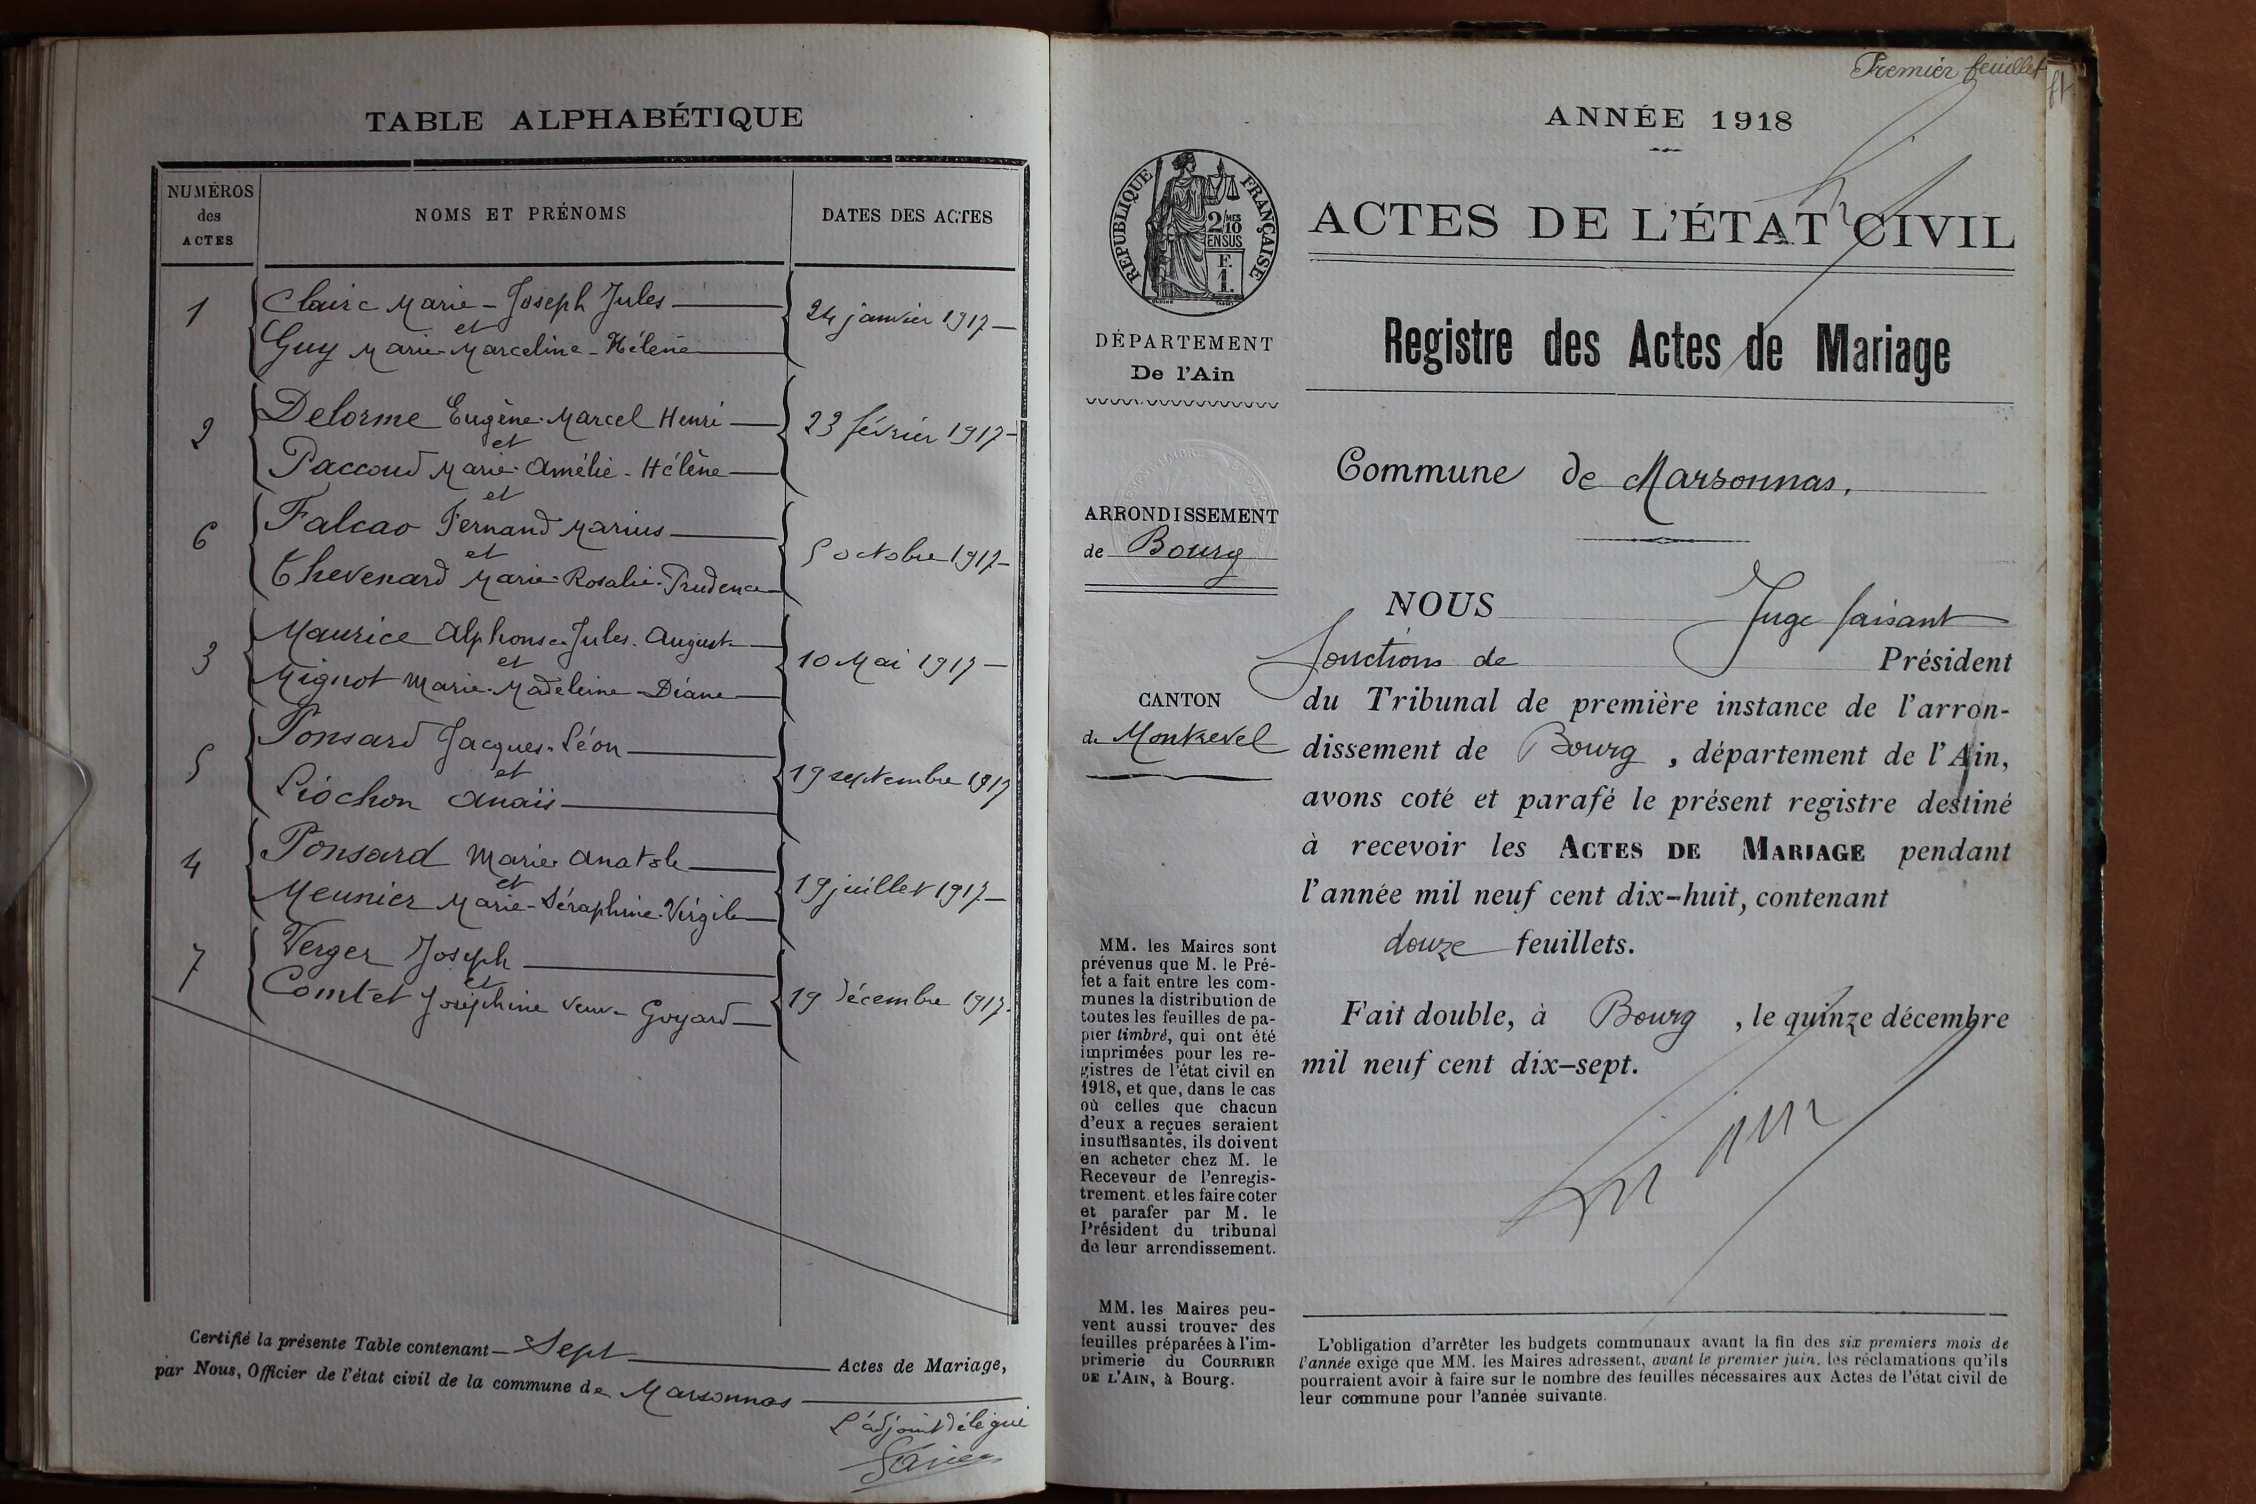 TABLE ALPHABÉTIQUE
NUMÉROS des ACTES
NOMS ET PRÉNOMS
DATES DES ACTES
1
Claire Marie-Joseph Jules
et
Guy Marie-Marceline-Hélène
24 janvier 1917
2
Delorme Eugène-Marcel Henri
et
Paccoud Marie-Amélie-Hélène
23 février 1917
et
6
Falcao Fernand Marius
et
Chevenard Marie-Rosalie-Prudence
5 octobre 1917
3
Maurice Alphonse-Jules-Auguste
et
Mignot Marie-Madeleine-Diane
10 Mai 1917
5
Ponsard Jacques-Léon
et
Liochon Anaïs
19 septembre 1917
4
Ponsard Marie Anatole
et
Meunier Marie-Séraphine-Virgile
19 juillet 1917
7
Verger Joseph
et
Comtet Joséphine veuve Goyard
19 décembre 1917
Certifié la présente Table contenant Sept Actes de Mariage,
par Nous, Officier de l'état civil de la commune de Marsonnas
L'adjoint délégué
Premier feuillet
ANNÉE 1918
RÉPUBLIQUE FRANÇAISE
2/10
EN SUS
F.
1.
ACTES DE L'ÉTAT CIVIL
DÉPARTEMENT
De l'Ain
Registre des Actes de Mariage
Commune de Marsonnas,
ARRONDISSEMENT
de Bourg
CANTON
de Montrevel
NOUS Juge faisant
fonctions de Président
du Tribunal de première instance de l'arron-
dissement de Bourg, département de l'Ain,
avons coté et parafé le présent registre destiné
à recevoir les ACTES DE MARIAGE pendant
l'année mil neuf cent dix-huit, contenant
douze feuillets.
Fait double, à Bourg, le quinze décembre
mil neuf cent dix-sept.
MM. les Maires sont
prévenus que M. le Pré-
fet a fait entre les com-
munes la distribution de
toutes les feuilles de pa-
pier timbré, qui ont été
imprimées pour les re-
gistres de l'état civil en
1918, et que, dans le cas
où celles que chacun
d'eux a reçues seraient
insuffisantes, ils doivent
en acheter chez M. le
Receveur de l'enregis-
trement, et les faire coter
et parafer par M. le
Président du tribunal
de leur arrondissement.
MM. les Maires peu-
vent aussi trouver des
feuilles préparées à l'im-
primerie du COURRIER
DE L'AIN, à Bourg.
L'obligation d'arrêter les budgets communaux avant la fin des six premiers mois de
l'année exige que MM. les Maires adressent, avant le premier juin, les réclamations qu'ils
pourraient avoir à faire sur le nombre des feuilles nécessaires aux Actes de l'état civil de
leur commune pour l'année suivante.